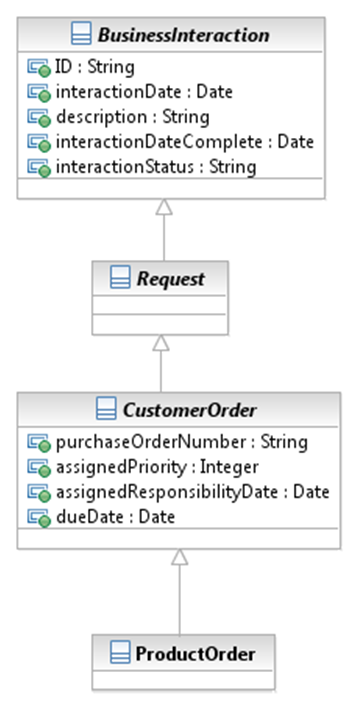 BusinessInteraction
ID : String
interactionDate : Date
description : String
interactionDateComplete : Date
interactionStatus : String
Request
CustomerOrder
purchaseOrderNumber : String
assignedPriority : Integer
assignedResponsibilityDate : Date
dueDate : Date
ProductOrder